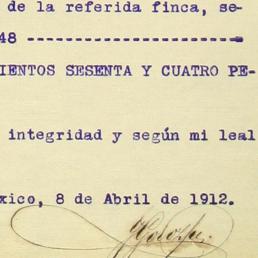 de la referida finca, se-
48 -------------------------
IENTOS SESENTA Y CUATRO PE-
integridad y según mi leal
xico, 8 de Abril de 1912.